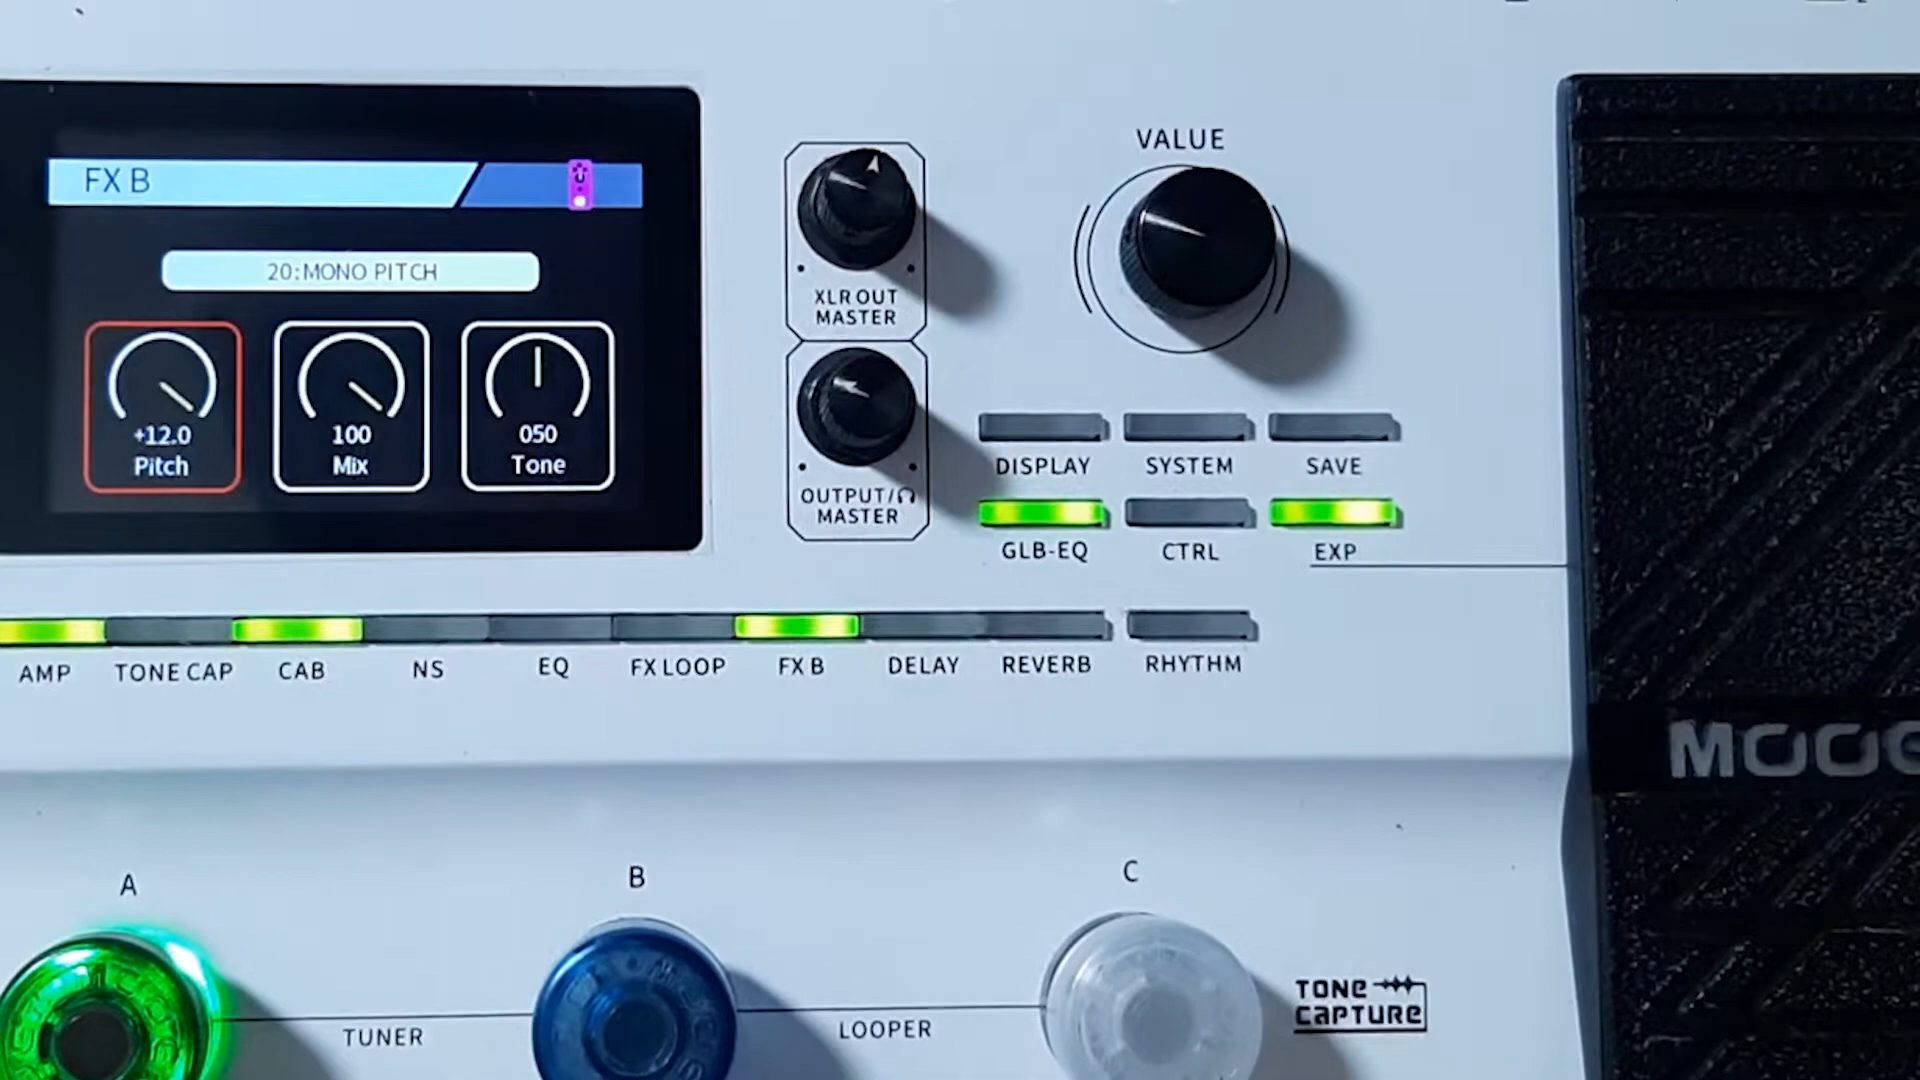 VALUE
FX B
20:MONO PITCH
+12.0
Pitch
100
Mix
050
Tone
XLR OUT
MASTER
OUTPUT/
MASTER
DISPLAY
SYSTEM
SAVE
GLB-EQ
CTRL
EXP
AMP
TONE CAP
CAB
NS
EQ
FX LOOP
FX B
DELAY
REVERB
RHYTHM
A
B
C
TUNER
LOOPER
TONE
CAPTURE